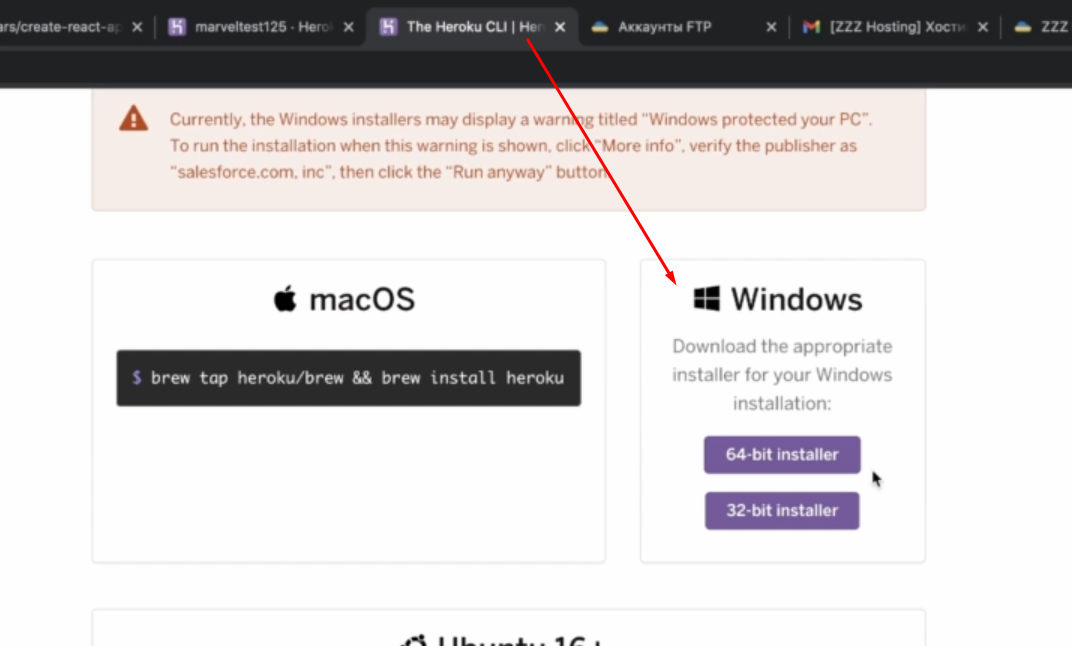 ars/create-react-ap
marveltest125 · Hero
The Heroku CLI | Her
Аккаунты FTP
[ZZZ Hosting] Хости
ZZZ
Currently, the Windows installers may display a warning titled “Windows protected your PC”.
To run the installation when this warning is shown, click “More info”, verify the publisher as
“salesforce.com, inc”, then click the “Run anyway” button.
macOS
$ brew tap heroku/brew && brew install heroku
Windows
Download the appropriate
installer for your Windows
installation:
64-bit installer
32-bit installer
Ubuntu 16+